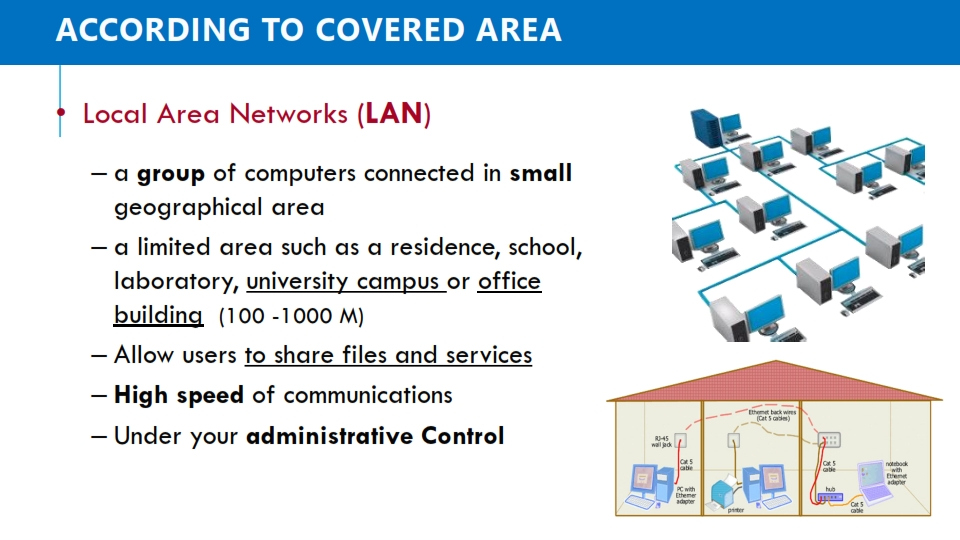 ACCORDING TO COVERED AREA
• Local Area Networks (LAN)
– a group of computers connected in small
geographical area
– a limited area such as a residence, school,
laboratory, university campus or office
building (100 -1000 M)
– Allow users to share files and services
– High speed of communications
– Under your administrative Control
Ethernet back wires
(Cat 5 cables)
RJ-45
wall jack
Cat 5
cable
PC with
Ethernet
adapter
printer
Cat 5
cable
hub
Cat 5
cable
notebook
with
Ethernet
adapter